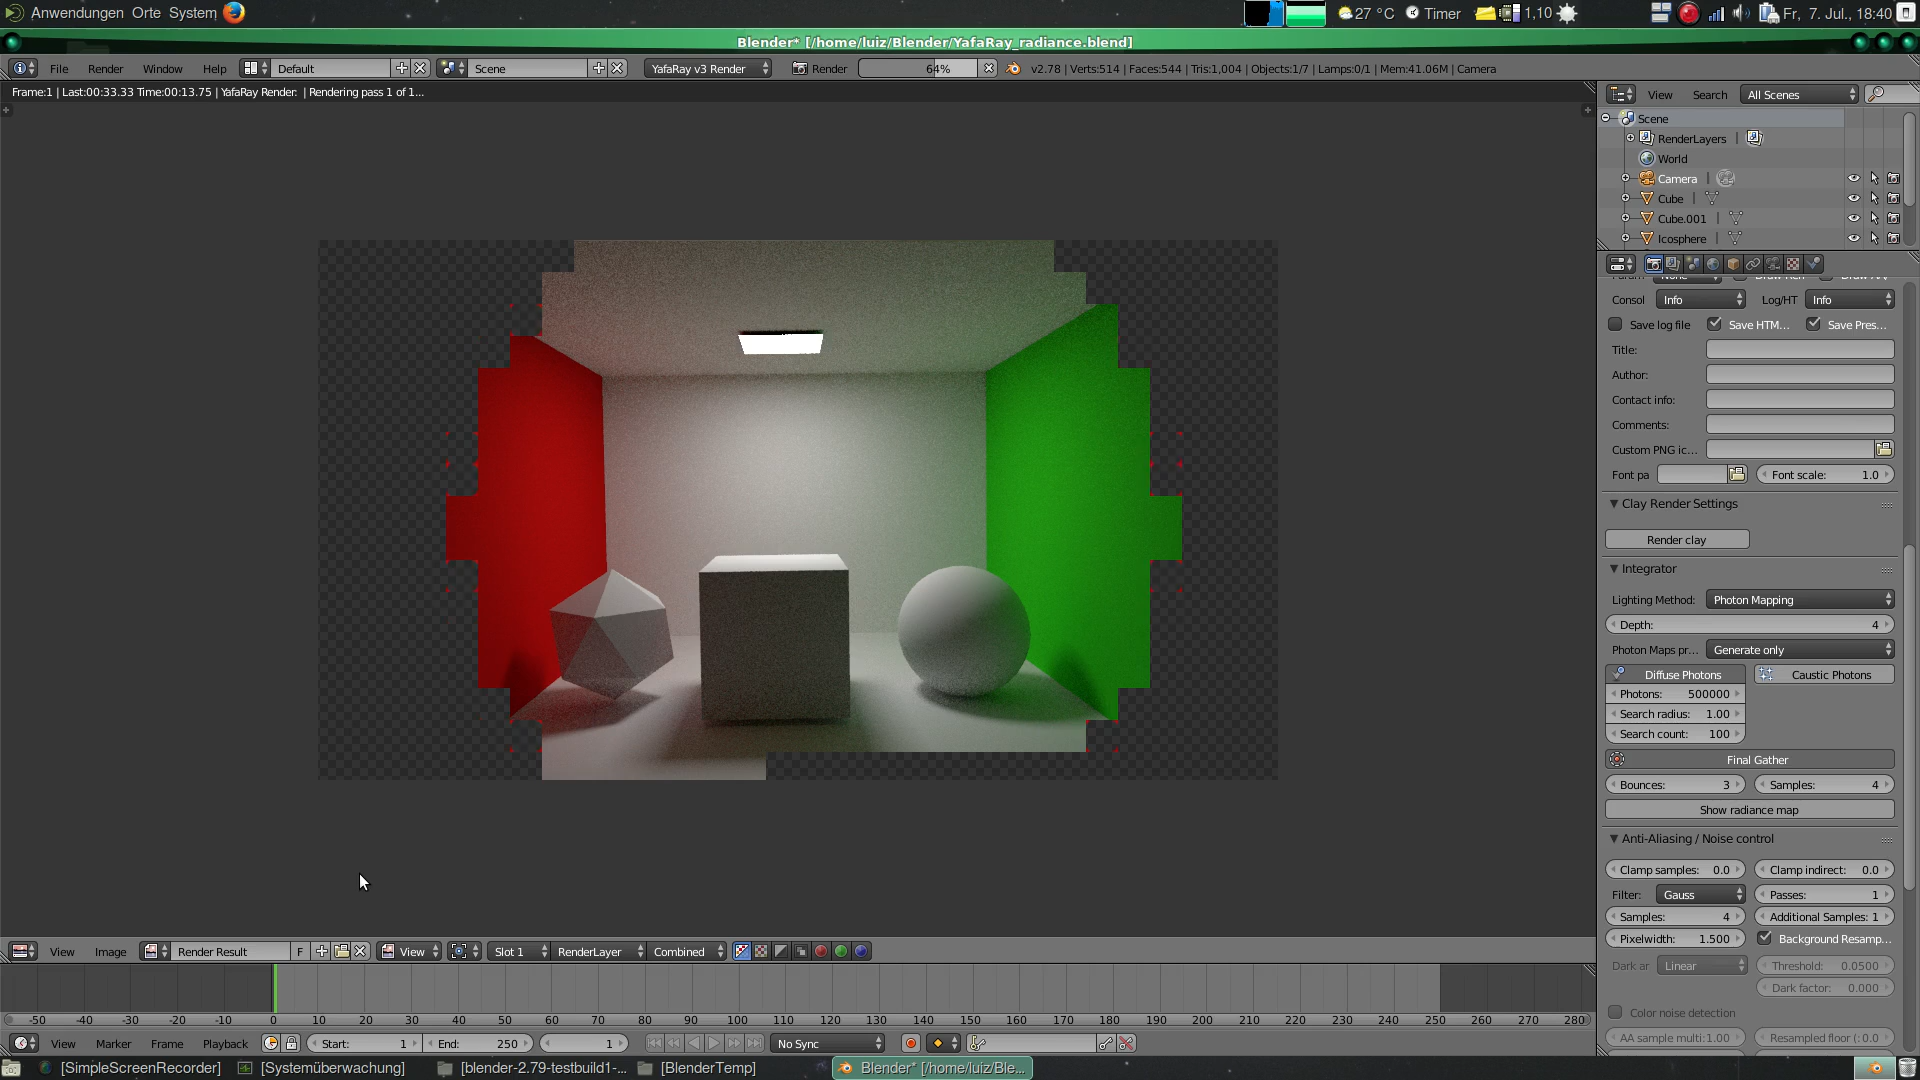 Anwendungen Orte System 27 °C Timer 1,10 Fr, 7. Jul., 18:40
Blender* [/home/luiz/Blender/YafaRay_radiance.blend]
File Render Window Help Default Scene YafaRay v3 Render Render 64% v2.78 | Verts:514 | Faces:544 | Tris:1,004 | Objects:1/7 | Lamps:0/1 | Mem:41.06M | Camera
Frame:1 | Last:00:33.33 Time:00:13.75 | YafaRay Render: | Rendering pass 1 of 1...
View Search All Scenes
Scene
RenderLayers |
World
Camera |
Cube |
Cube.001 |
Icosphere |
Consol Info Log/HT Info
Save log file Save HTM... Save Pres...
Title:
Author:
Contact info:
Comments:
Custom PNG ic...
Font pa Font scale: 1.0
Clay Render Settings
Render clay
Integrator
Lighting Method: Photon Mapping
Depth: 4
Photon Maps pr... Generate only
Diffuse Photons Caustic Photons
Photons: 500000
Search radius: 1.00
Search count: 100
Final Gather
Bounces: 3 Samples: 4
Show radiance map
Anti-Aliasing / Noise control
Clamp samples: 0.0 Clamp indirect: 0.0
Filter: Gauss Passes: 1
Samples: 4 Additional Samples: 1
Pixelwidth: 1.500 Background Resamp...
Dark ar Linear Threshold: 0.0500
Dark factor: 0.000
Color noise detection
AA sample multi:1.00 Resampled floor (: 0.0
View Image Render Result F View Slot 1 RenderLayer Combined
-50 -40 -30 -20 -10 0 10 20 30 40 50 60 70 80 90 100 110 120 130 140 150 160 170 180 190 200 210 220 230 240 250 260 270 280
View Marker Frame Playback Start: 1 End: 250 1 No Sync
[SimpleScreenRecorder] [Systemüberwachung] [blender-2.79-testbuild1-... [BlenderTemp] Blender* [/home/luiz/Ble...